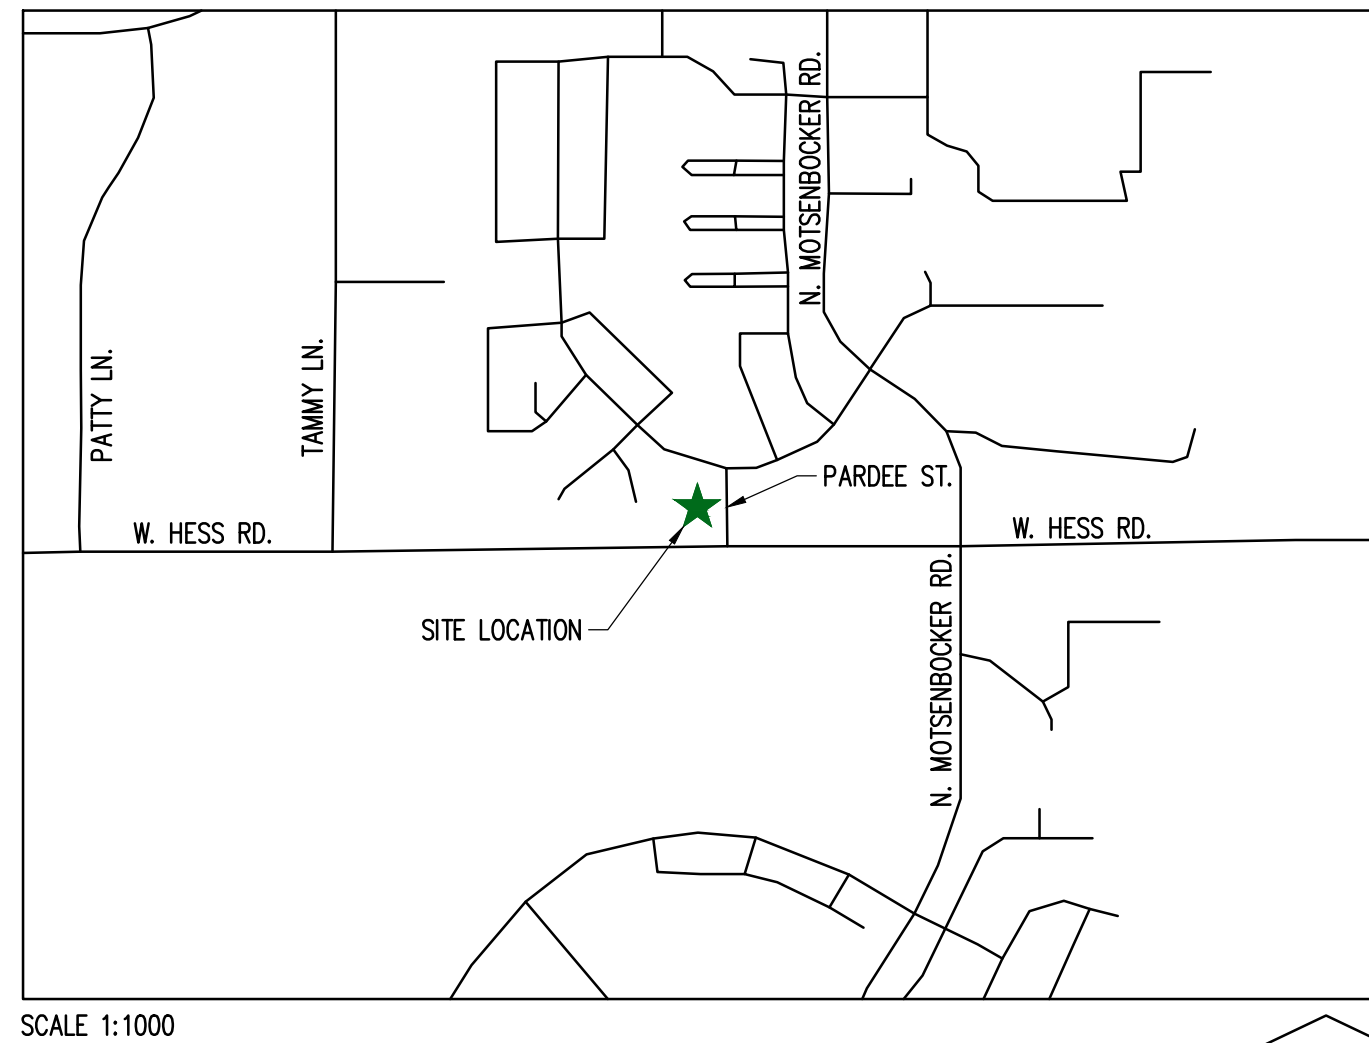 N. MOTSENBOCKER RD.
PATTY LN.
TAMMY LN.
PARDEE ST.
W. HESS RD.
W. HESS RD.
SITE LOCATION
N. MOTSENBOCKER RD.
SCALE 1:1000